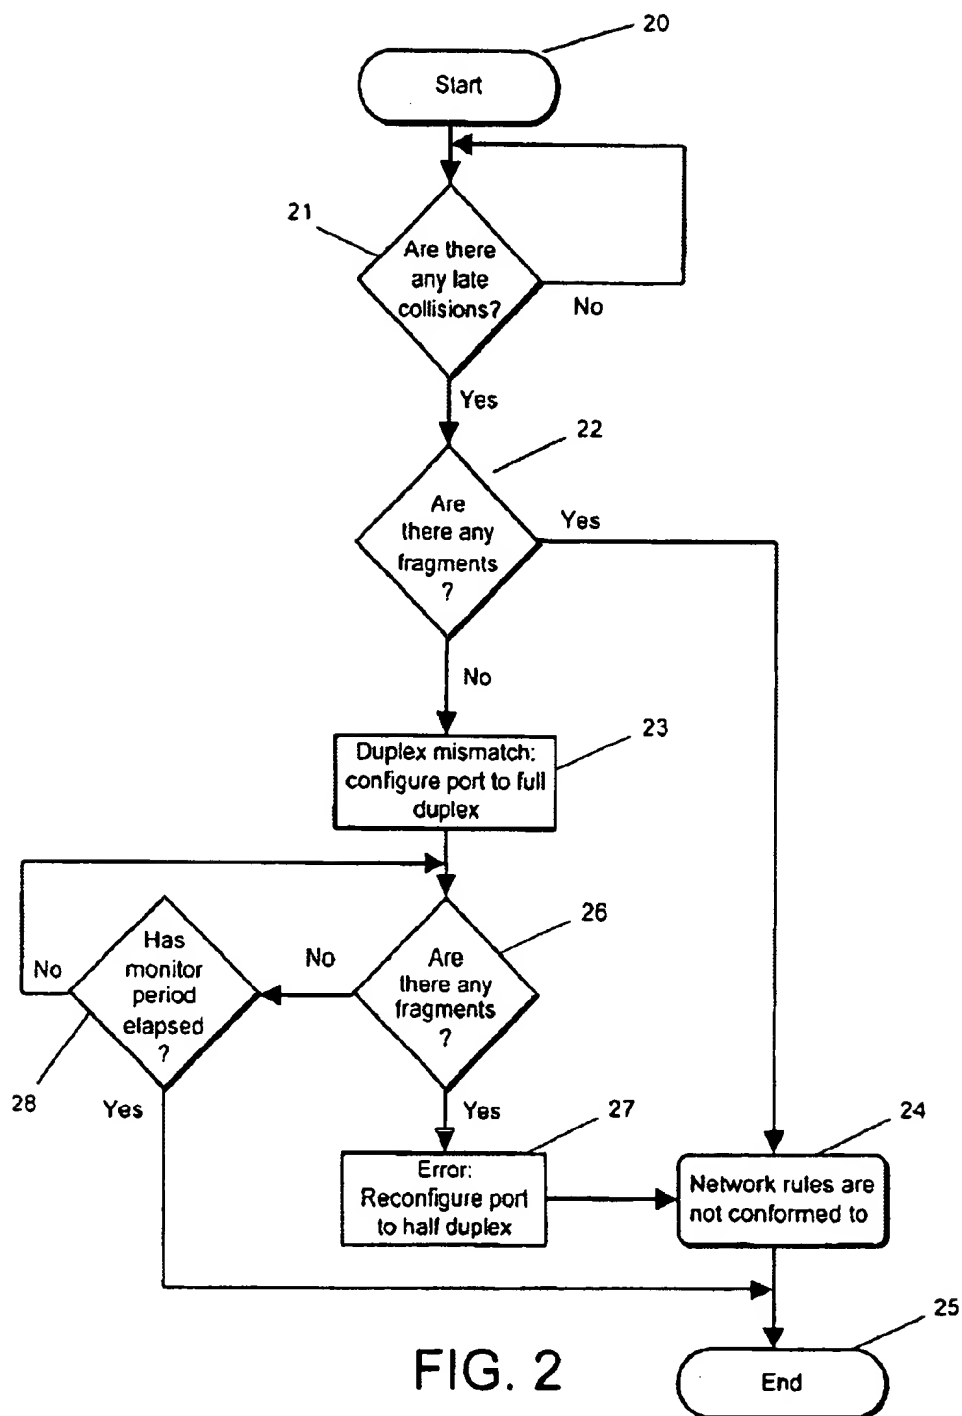 20
Start
21
Are there
any late
collisions?
No
Yes
22
Are
there any
fragments
?
Yes
No
23
Duplex mismatch:
configure port to full
duplex
26
Are
there any
fragments
?
No
Has
monitor
period
elapsed
?
No
28
Yes
Yes
27
Error:
Reconfigure port
to half duplex
24
Network rules are
not conformed to
25
End
FIG. 2